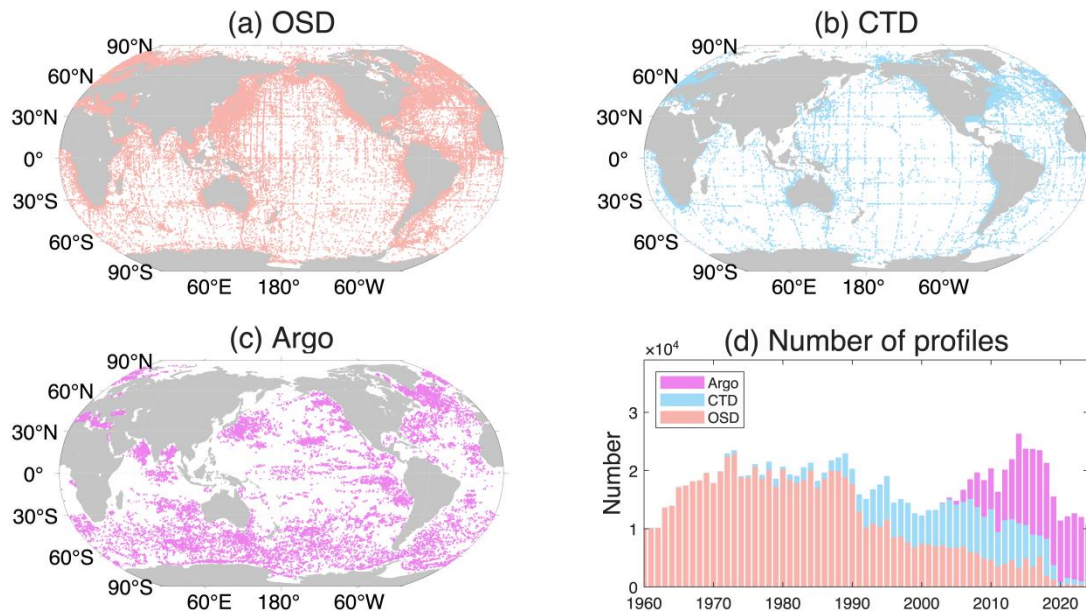 (a) OSD
90°N
60°N
30°N
0°
30°S
60°S
90°S
60°E 180° 60°W
(b) CTD
90°N
60°N
30°N
0°
30°S
60°S
90°S
60°E 180° 60°W
(c) Argo
90°N
60°N
30°N
0°
30°S
60°S
90°S
60°E 180° 60°W
(d) Number of profiles
×10⁴
Argo
CTD
OSD
Number
3
2
1
0
1960 1970 1980 1990 2000 2010 2020